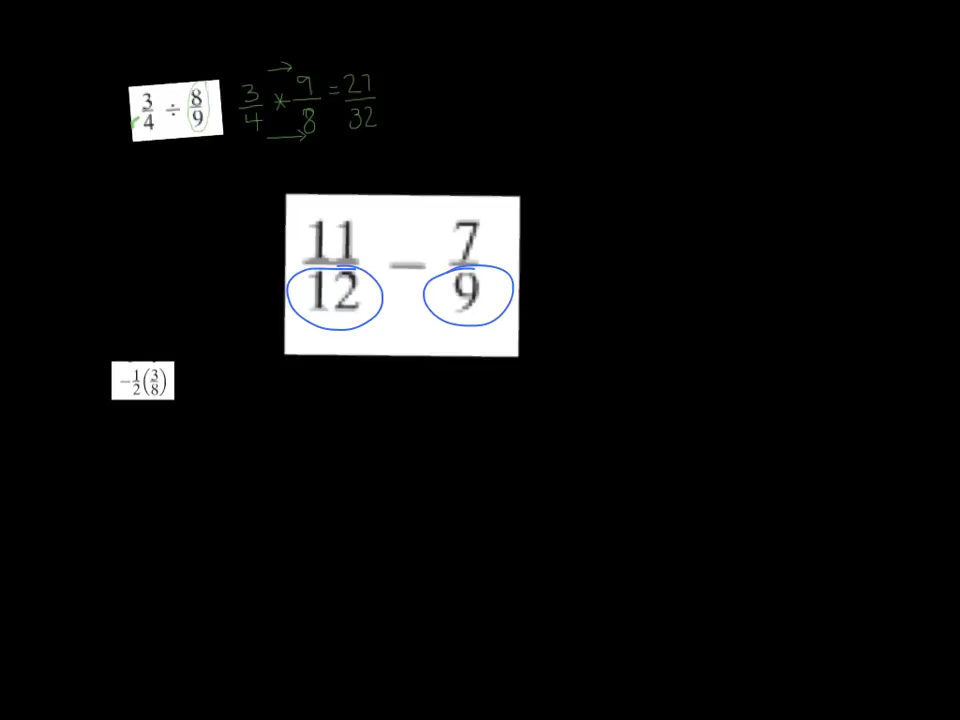 3/4 ÷ 8/9 3/4 * 9/8 = 27/32
11/12 − 7/9
−1/2(3/8)